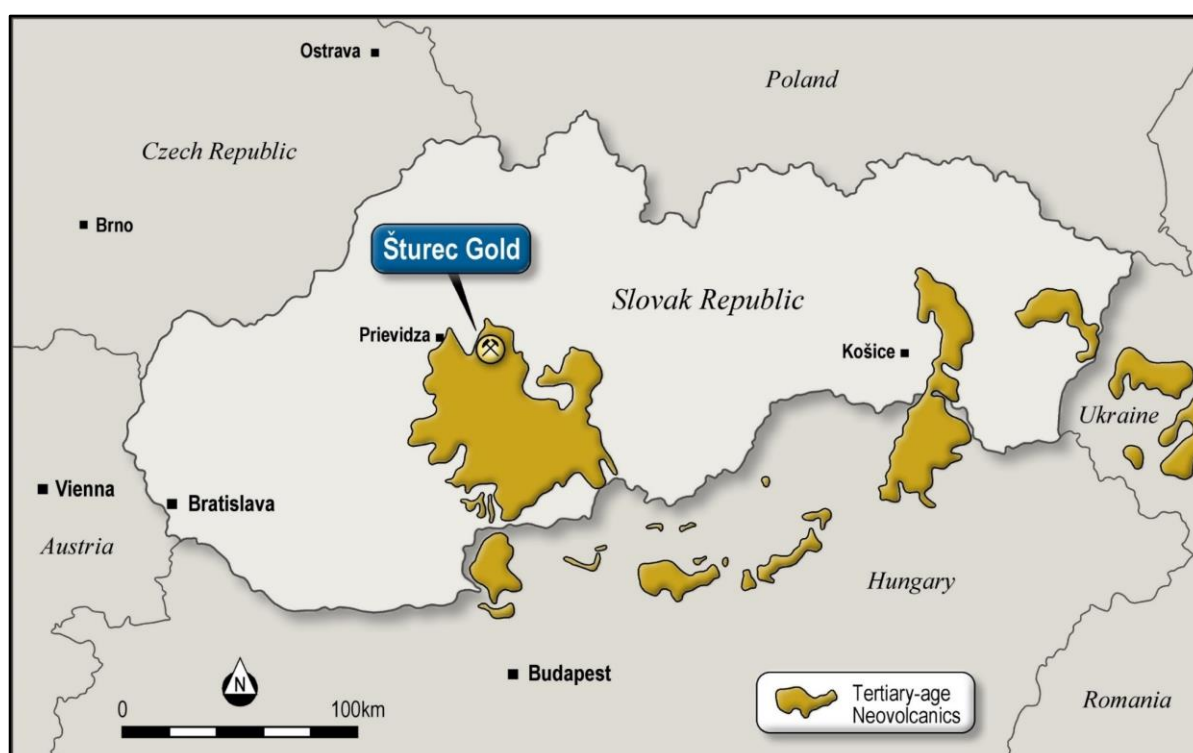 Ostrava
Poland
Czech Republic
Brno
Šturec Gold
Slovak Republic
Prievidza
Košice
Ukraine
Vienna
Bratislava
Austria
Hungary
Budapest
N
0 100km
Tertiary-age
Neovolcanics
Romania